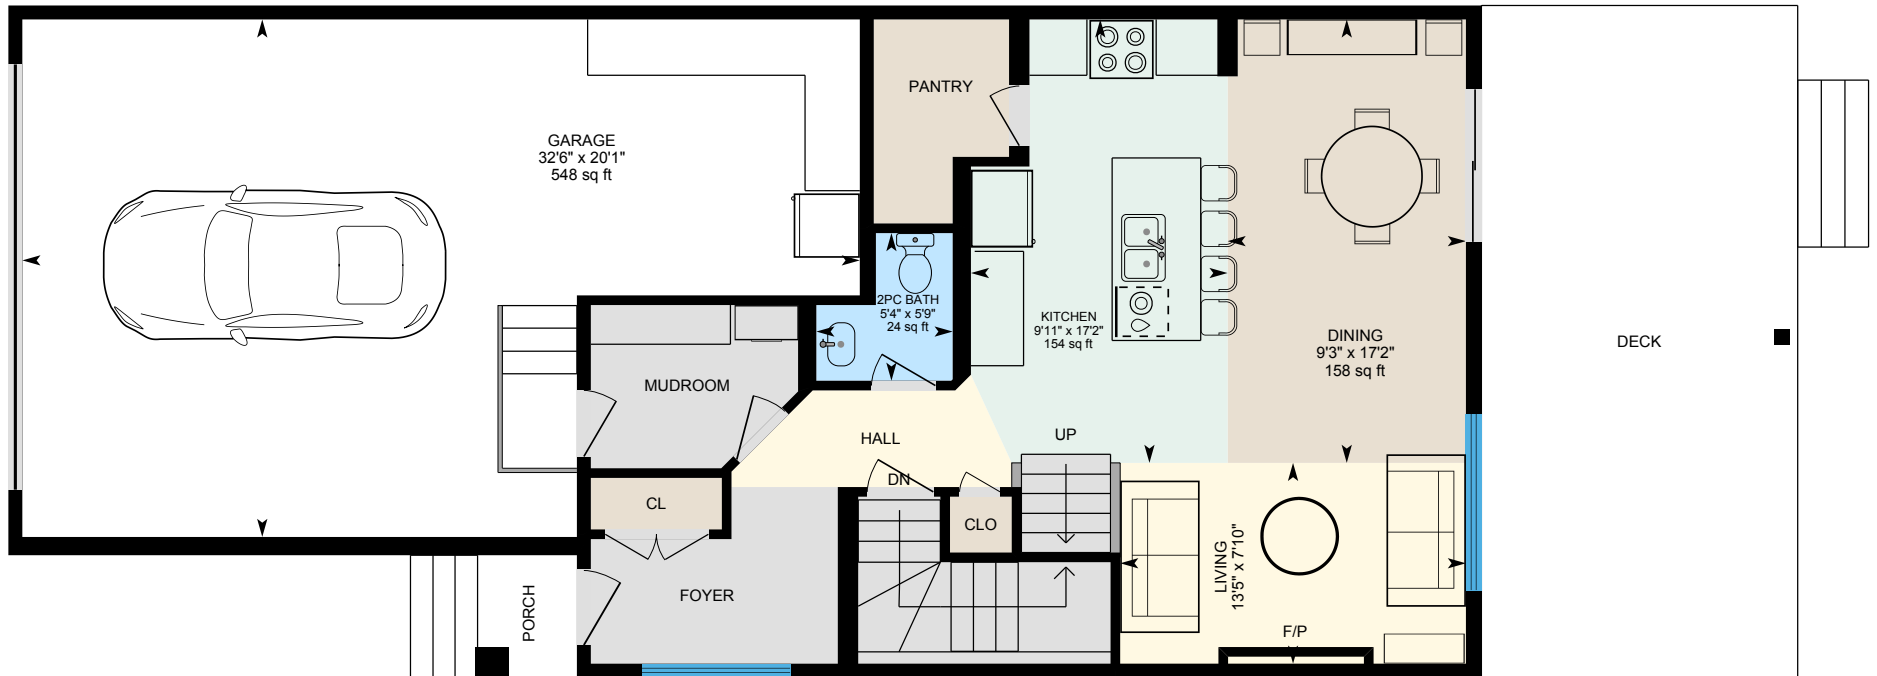 GARAGE
32'6" x 20'1"
548 sq ft
PANTRY
2PC BATH
5'4" x 5'9"
24 sq ft
KITCHEN
9'11" x 17'2"
154 sq ft
DINING
9'3" x 17'2"
158 sq ft
DECK
MUDROOM
HALL
UP
DN
CL
CLO
FOYER
PORCH
LIVING
13'5" x 7'10"
F/P